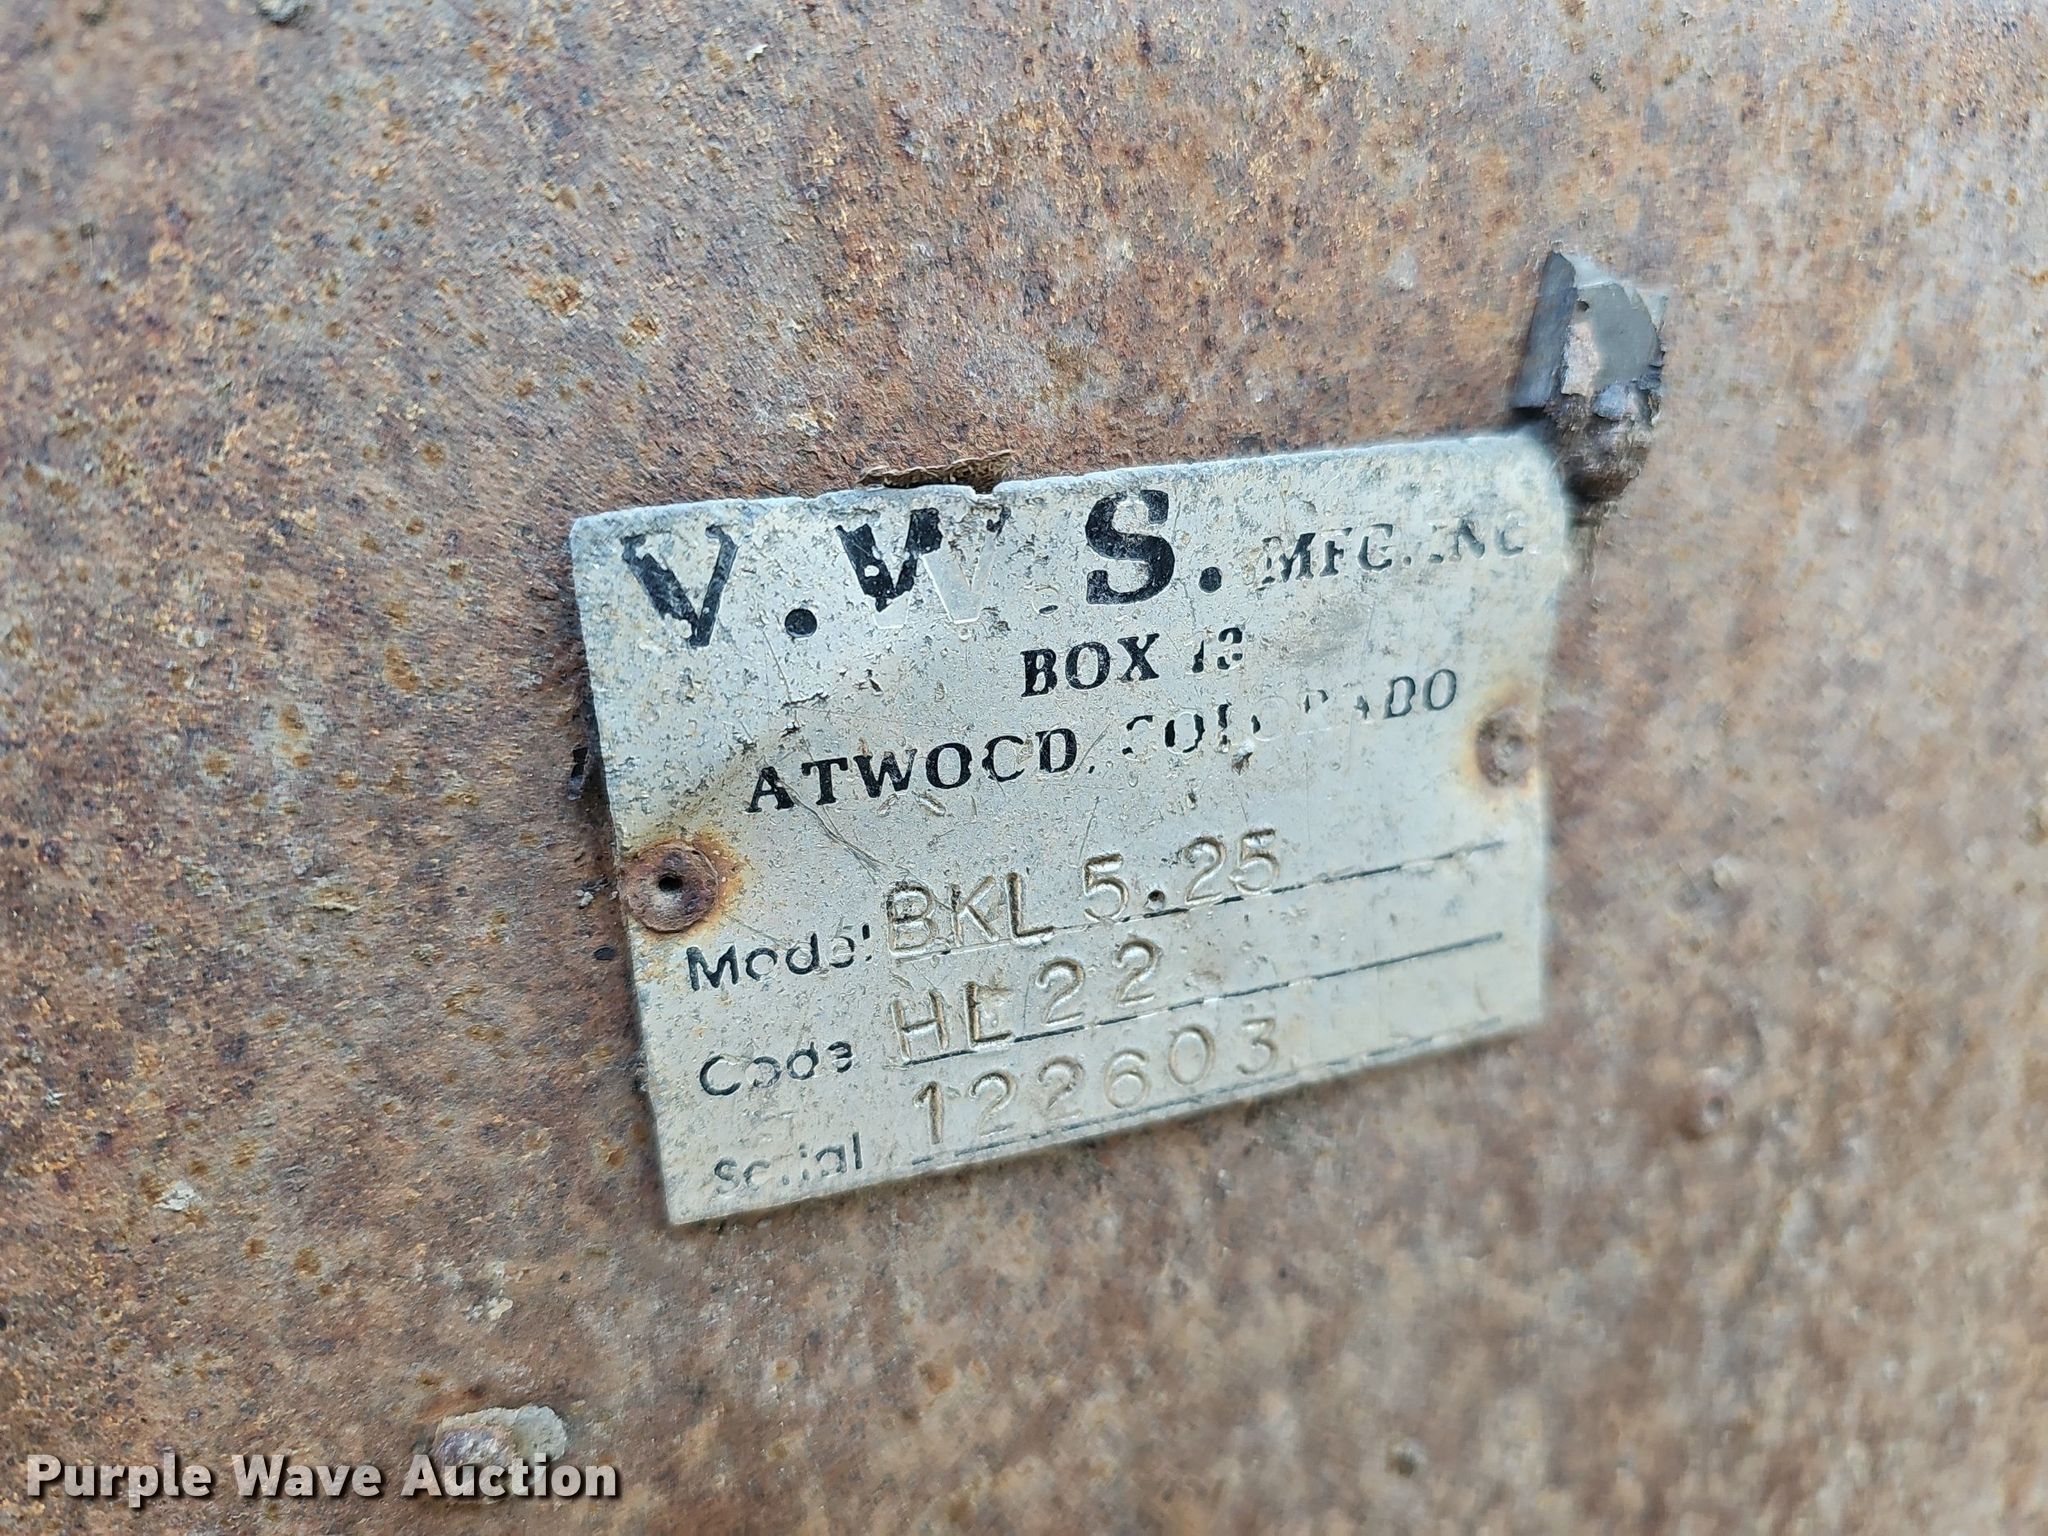 V.W.S. MFG. INC
BOX 13
ATWOOD, COLORADO
Model BKL 5.25
Code HE22
Serial 122603
Purple Wave Auction